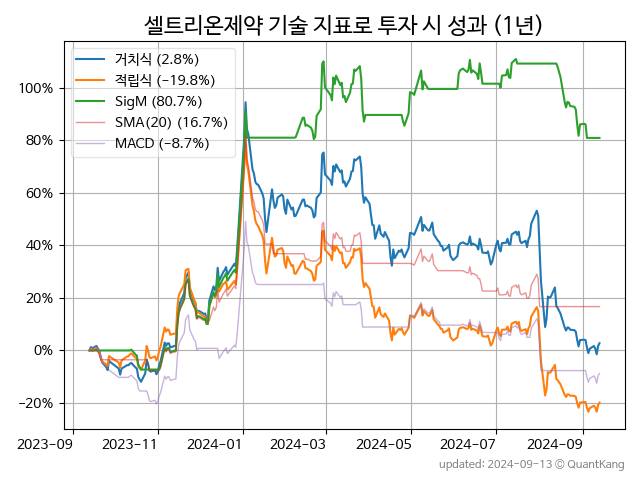 셀트리온제약 기술 지표로 투자 시 성과 (1년)
거치식 (2.8%)
적립식 (−19.8%)
SigM (80.7%)
SMA(20) (16.7%)
MACD (−8.7%)
100%
80%
60%
40%
20%
0%
−20%
2023-09 2023-11 2024-01 2024-03 2024-05 2024-07 2024-09
updated: 2024-09-13 © QuantKang